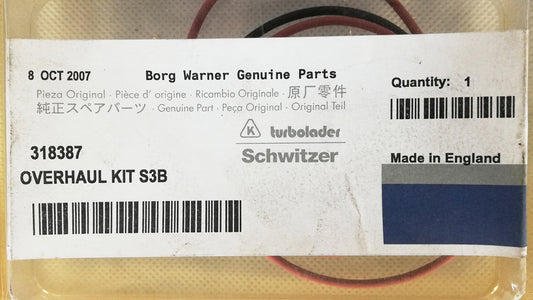 8 OCT 2007 Borg Warner Genuine Parts
Pieza Original · Pièce d' origine · Ricambio Originale · 原厂零件
純正スペアパーツ · Genuine Part · Peça Original · Original Teil
Quantity: 1
K turbolader
Schwitzer
318387
OVERHAUL KIT S3B
Made in England